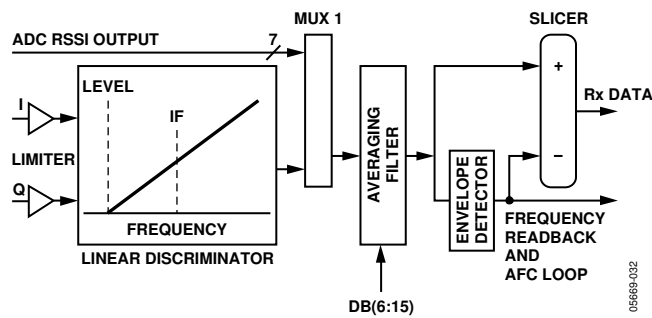 MUX 1
SLICER
ADC RSSI OUTPUT
7
LEVEL
IF
I
LIMITER
Q
FREQUENCY
LINEAR DISCRIMINATOR
AVERAGING
FILTER
DB(6:15)
ENVELOPE
DETECTOR
+
−
Rx DATA
FREQUENCY
READBACK
AND
AFC LOOP
05669-032